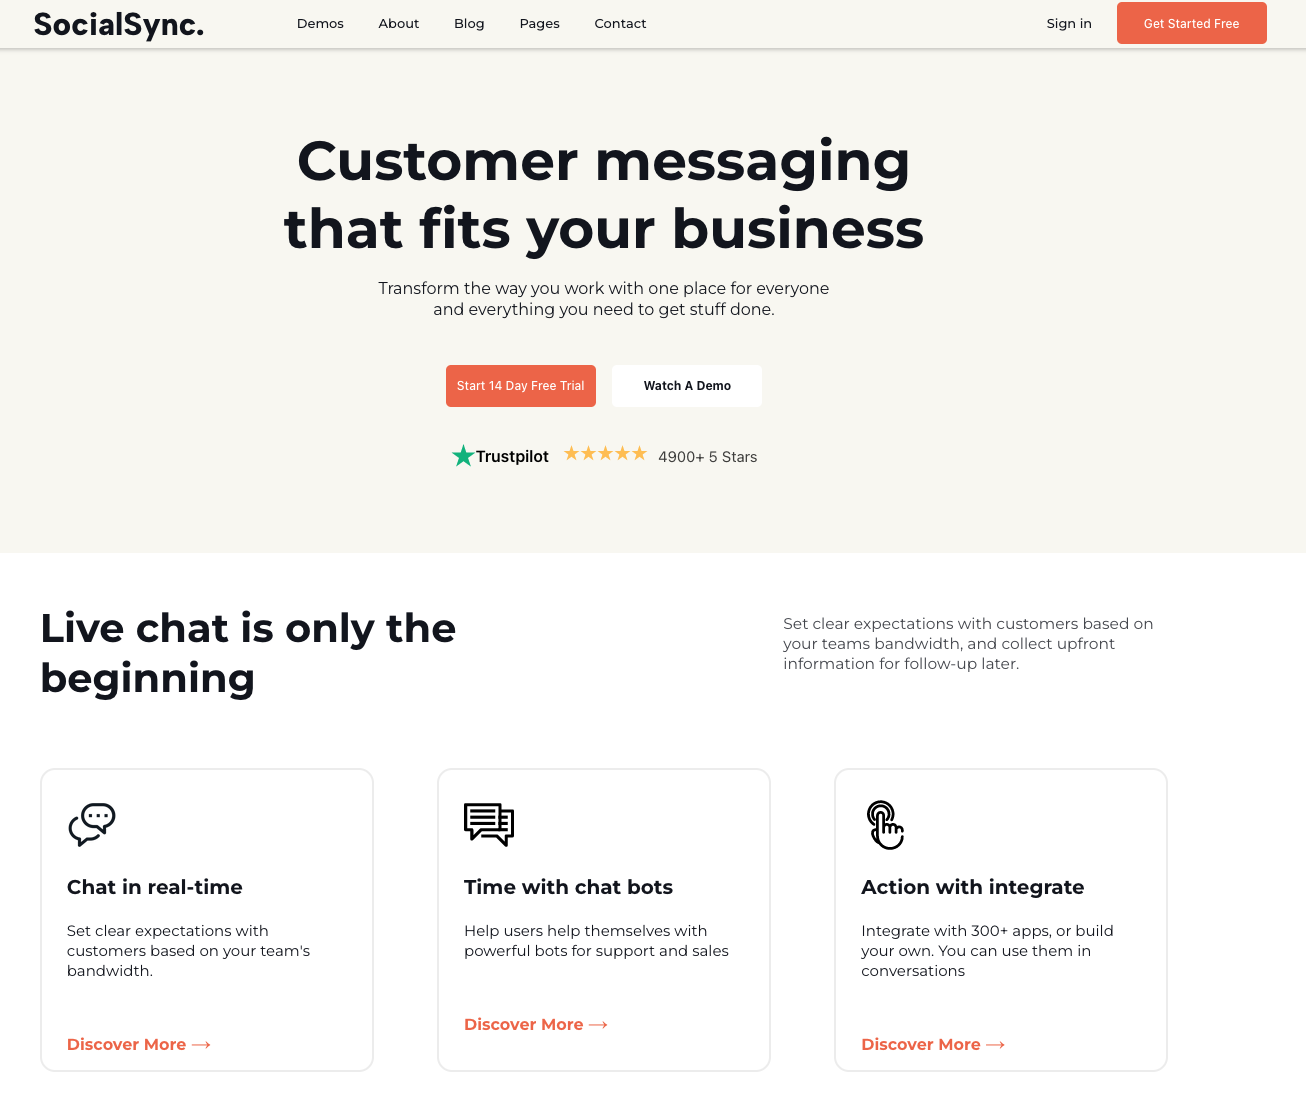 SocialSync.
Demos About Blog Pages Contact
Sign in
Get Started Free
Customer messaging
that fits your business
Transform the way you work with one place for everyone
and everything you need to get stuff done.
Start 14 Day Free Trial
Watch A Demo
Trustpilot
4900+ 5 Stars
Live chat is only the
beginning
Set clear expectations with customers based on
your teams bandwidth, and collect upfront
information for follow-up later.
Chat in real-time
Set clear expectations with
customers based on your team's
bandwidth.
Discover More →
Time with chat bots
Help users help themselves with
powerful bots for support and sales
Discover More →
Action with integrate
Integrate with 300+ apps, or build
your own. You can use them in
conversations
Discover More →